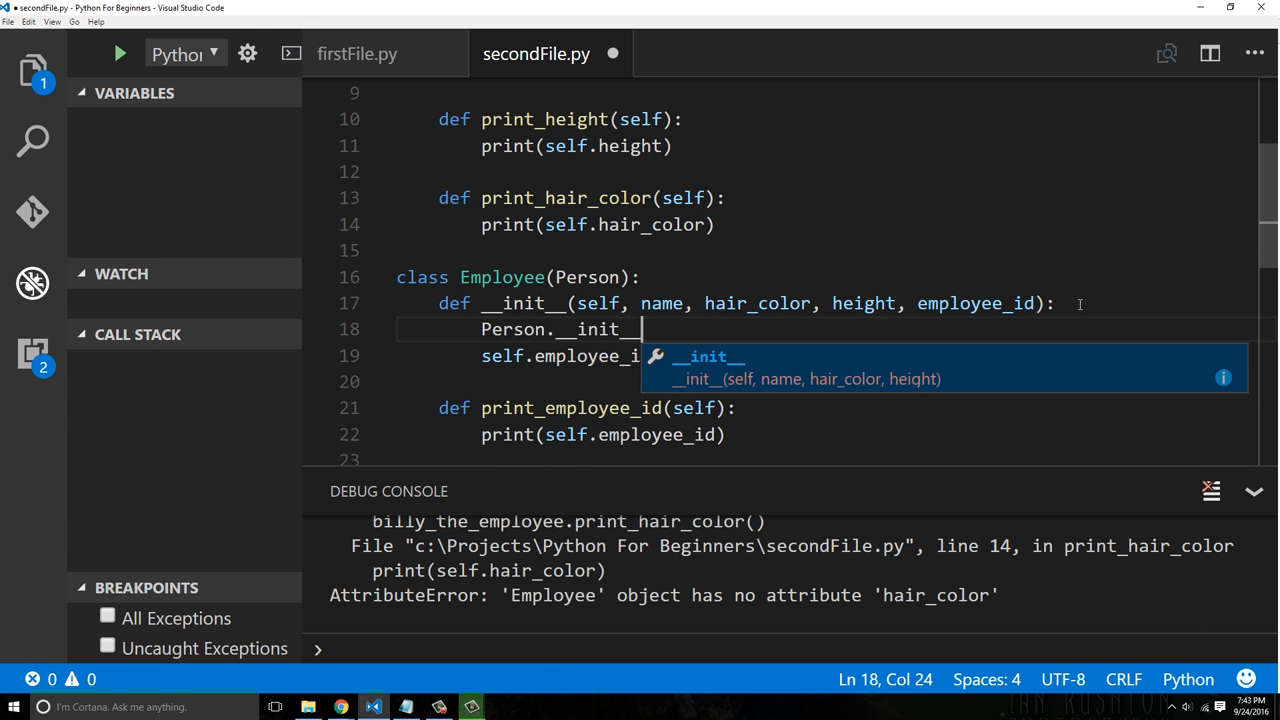 ● secondFile.py - Python For Beginners - Visual Studio Code
File Edit View Go Help
Python
firstFile.py
secondFile.py
1
VARIABLES
WATCH
CALL STACK
2
BREAKPOINTS
All Exceptions
Uncaught Exceptions
9
10 def print_height(self):
11 print(self.height)
12
13 def print_hair_color(self):
14 print(self.hair_color)
15
16 class Employee(Person):
17 def __init__(self, name, hair_color, height, employee_id):
18 Person.__init__
19 self.employee_i
__init__
__init__(self, name, hair_color, height)
20
21 def print_employee_id(self):
22 print(self.employee_id)
23
DEBUG CONSOLE
billy_the_employee.print_hair_color()
File "c:\Projects\Python For Beginners\secondFile.py", line 14, in print_hair_color
print(self.hair_color)
AttributeError: 'Employee' object has no attribute 'hair_color'
0 0
Ln 18, Col 24 Spaces: 4 UTF-8 CRLF Python
I'm Cortana. Ask me anything.
7:43 PM
9/24/2016